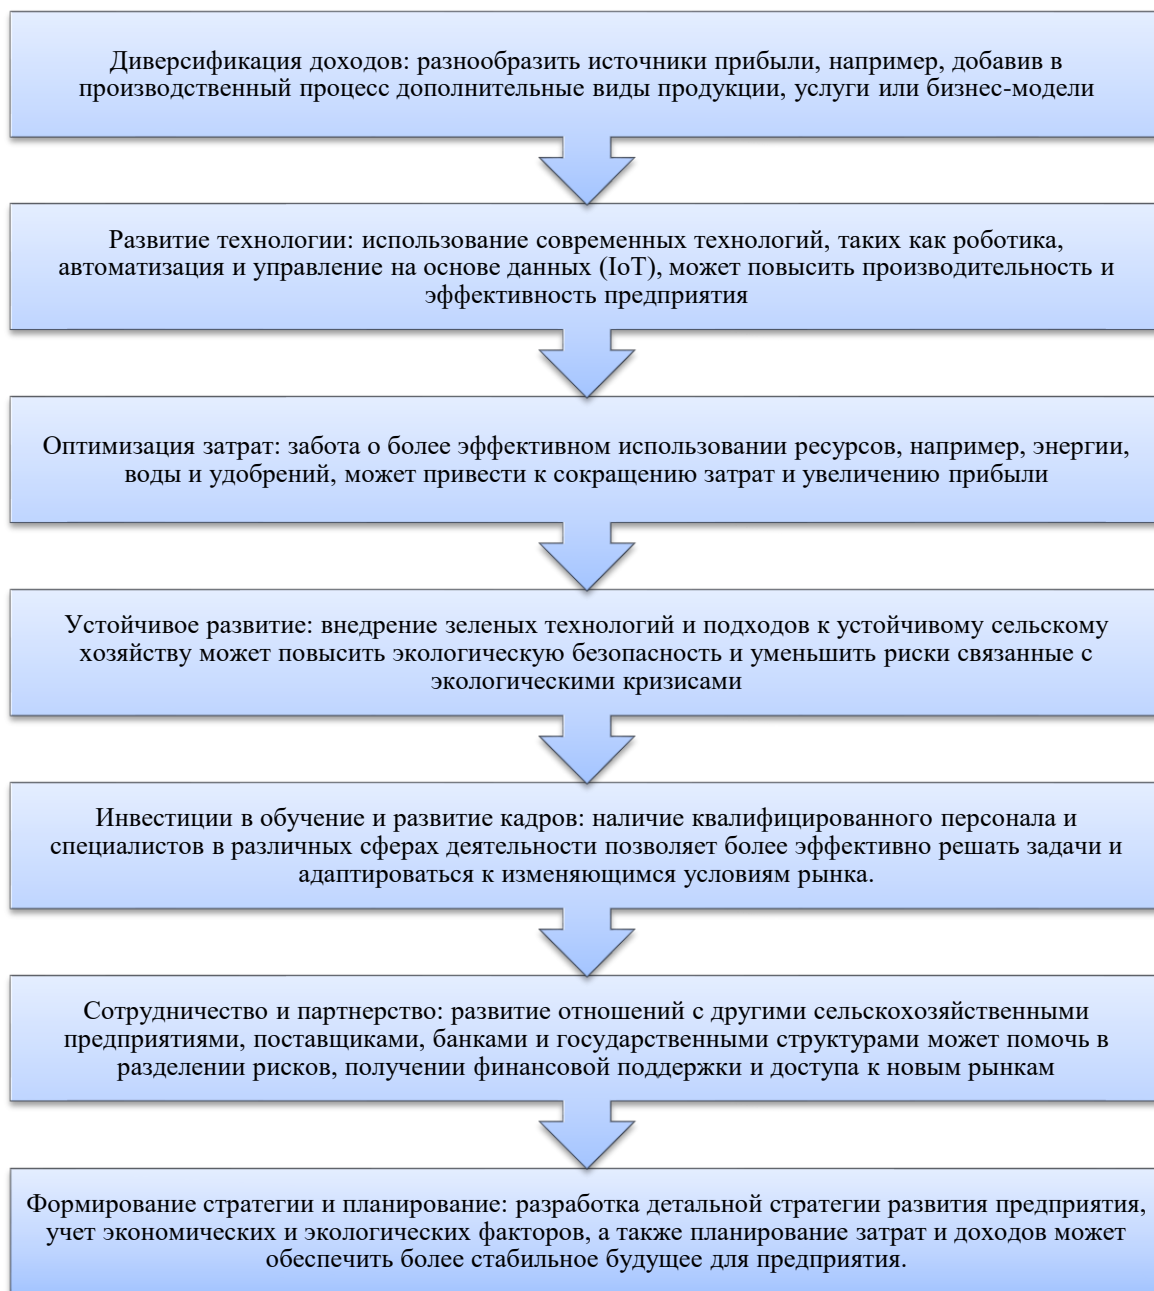 Диверсификация доходов: разнообразить источники прибыли, например, добавив в
производственный процесс дополнительные виды продукции, услуги или бизнес-модели
Развитие технологии: использование современных технологий, таких как роботика,
автоматизация и управление на основе данных (IoT), может повысить производительность и
эффективность предприятия
Оптимизация затрат: забота о более эффективном использовании ресурсов, например, энергии,
воды и удобрений, может привести к сокращению затрат и увеличению прибыли
Устойчивое развитие: внедрение зеленых технологий и подходов к устойчивому сельскому
хозяйству может повысить экологическую безопасность и уменьшить риски связанные с
экологическими кризисами
Инвестиции в обучение и развитие кадров: наличие квалифицированного персонала и
специалистов в различных сферах деятельности позволяет более эффективно решать задачи и
адаптироваться к изменяющимся условиям рынка.
Сотрудничество и партнерство: развитие отношений с другими сельскохозяйственными
предприятиями, поставщиками, банками и государственными структурами может помочь в
разделении рисков, получении финансовой поддержки и доступа к новым рынкам
Формирование стратегии и планирование: разработка детальной стратегии развития предприятия,
учет экономических и экологических факторов, а также планирование затрат и доходов может
обеспечить более стабильное будущее для предприятия.